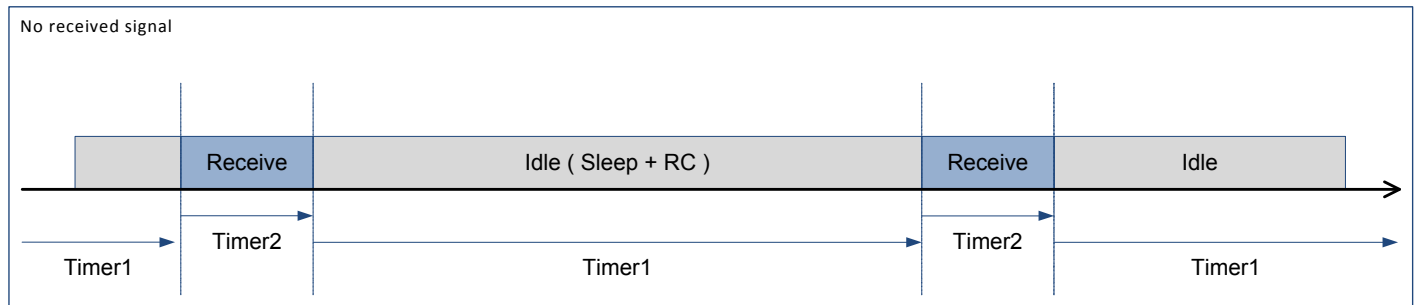 No received signal
Receive
Idle ( Sleep + RC )
Receive
Idle
Timer2
Timer2
Timer1
Timer1
Timer1